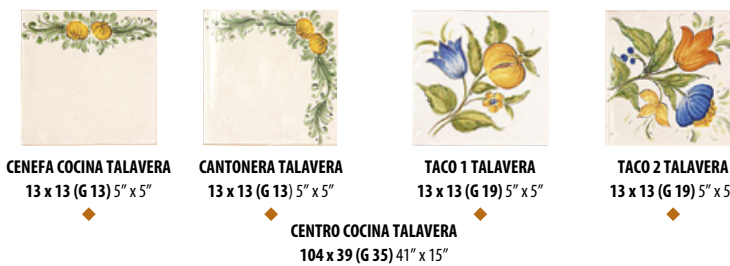 CENEFA COCINA TALAVERA
13 x 13 (G 13) 5” x 5”
CANTONERA TALAVERA
13 x 13 (G 13) 5” x 5”
TACO 1 TALAVERA
13 x 13 (G 19) 5” x 5”
TACO 2 TALAVERA
13 x 13 (G 19) 5” x 5
CENTRO COCINA TALAVERA
104 x 39 (G 35) 41” x 15”